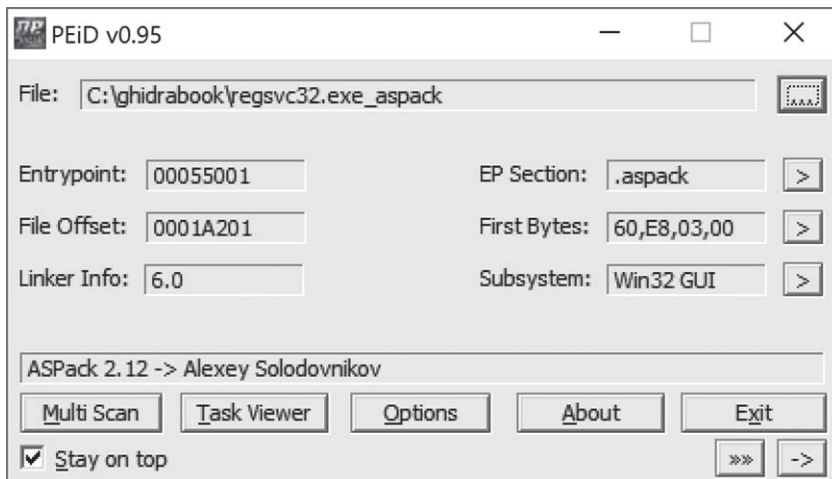 PEiD v0.95
File: C:\ghidrabook\regsvc32.exe_aspack ...
Entrypoint: 00055001 EP Section: .aspack >
File Offset: 0001A201 First Bytes: 60,E8,03,00 >
Linker Info: 6.0 Subsystem: Win32 GUI >
ASPack 2.12 -> Alexey Solodovnikov
Multi Scan Task Viewer Options About Exit
Stay on top »» ->